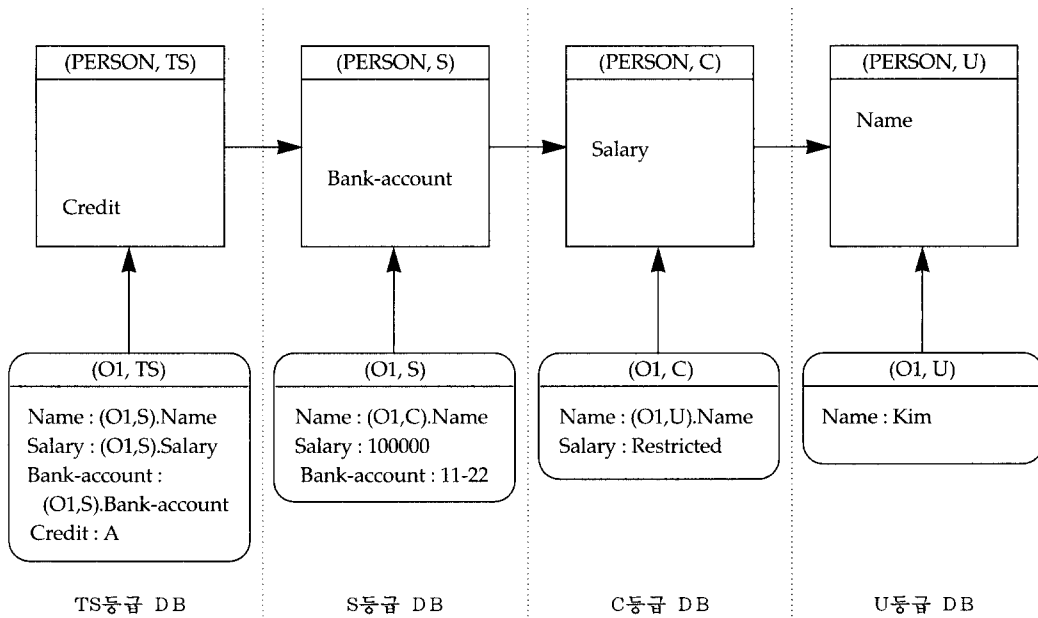 (PERSON, TS)
Credit
(PERSON, S)
Bank-account
(PERSON, C)
Salary
(PERSON, U)
Name
(O1, TS)
Name : (O1,S).Name
Salary : (O1,S).Salary
Bank-account :
(O1,S).Bank-account
Credit : A
(O1, S)
Name : (O1,C).Name
Salary : 100000
Bank-account : 11-22
(O1, C)
Name : (O1,U).Name
Salary : Restricted
(O1, U)
Name : Kim
TS등급 DB
S등급 DB
C등급 DB
U등급 DB